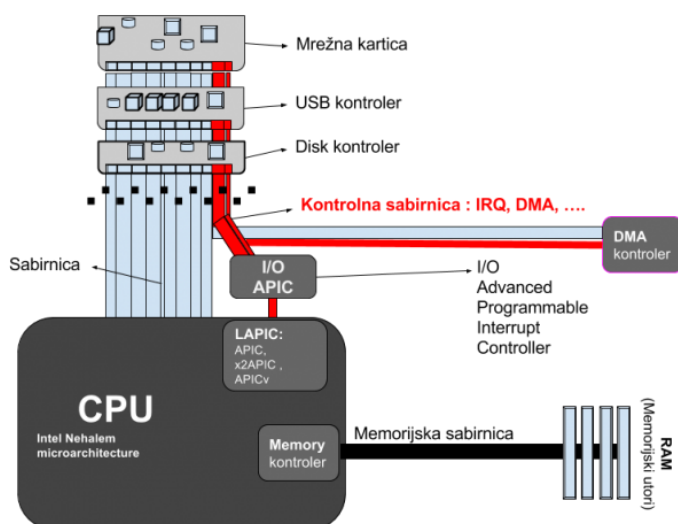 Mrežna kartica
USB kontroler
Disk kontroler
Kontrolna sabirnica : IRQ, DMA, ....
DMA
kontroler
Sabirnica
I/O
APIC
I/O
Advanced
Programmable
Interrupt
Controller
LAPIC:
APIC,
x2APIC ,
APICv
CPU
Intel Nehalem
microarchitecture
Memory
kontroler
Memorijska sabirnica
RAM
(Memorijski utori)